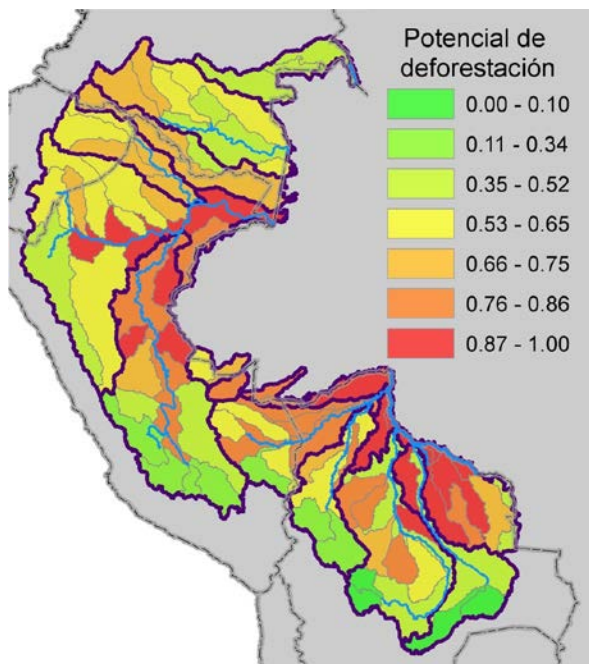 Potencial de
deforestación
0.00 - 0.10
0.11 - 0.34
0.35 - 0.52
0.53 - 0.65
0.66 - 0.75
0.76 - 0.86
0.87 - 1.00